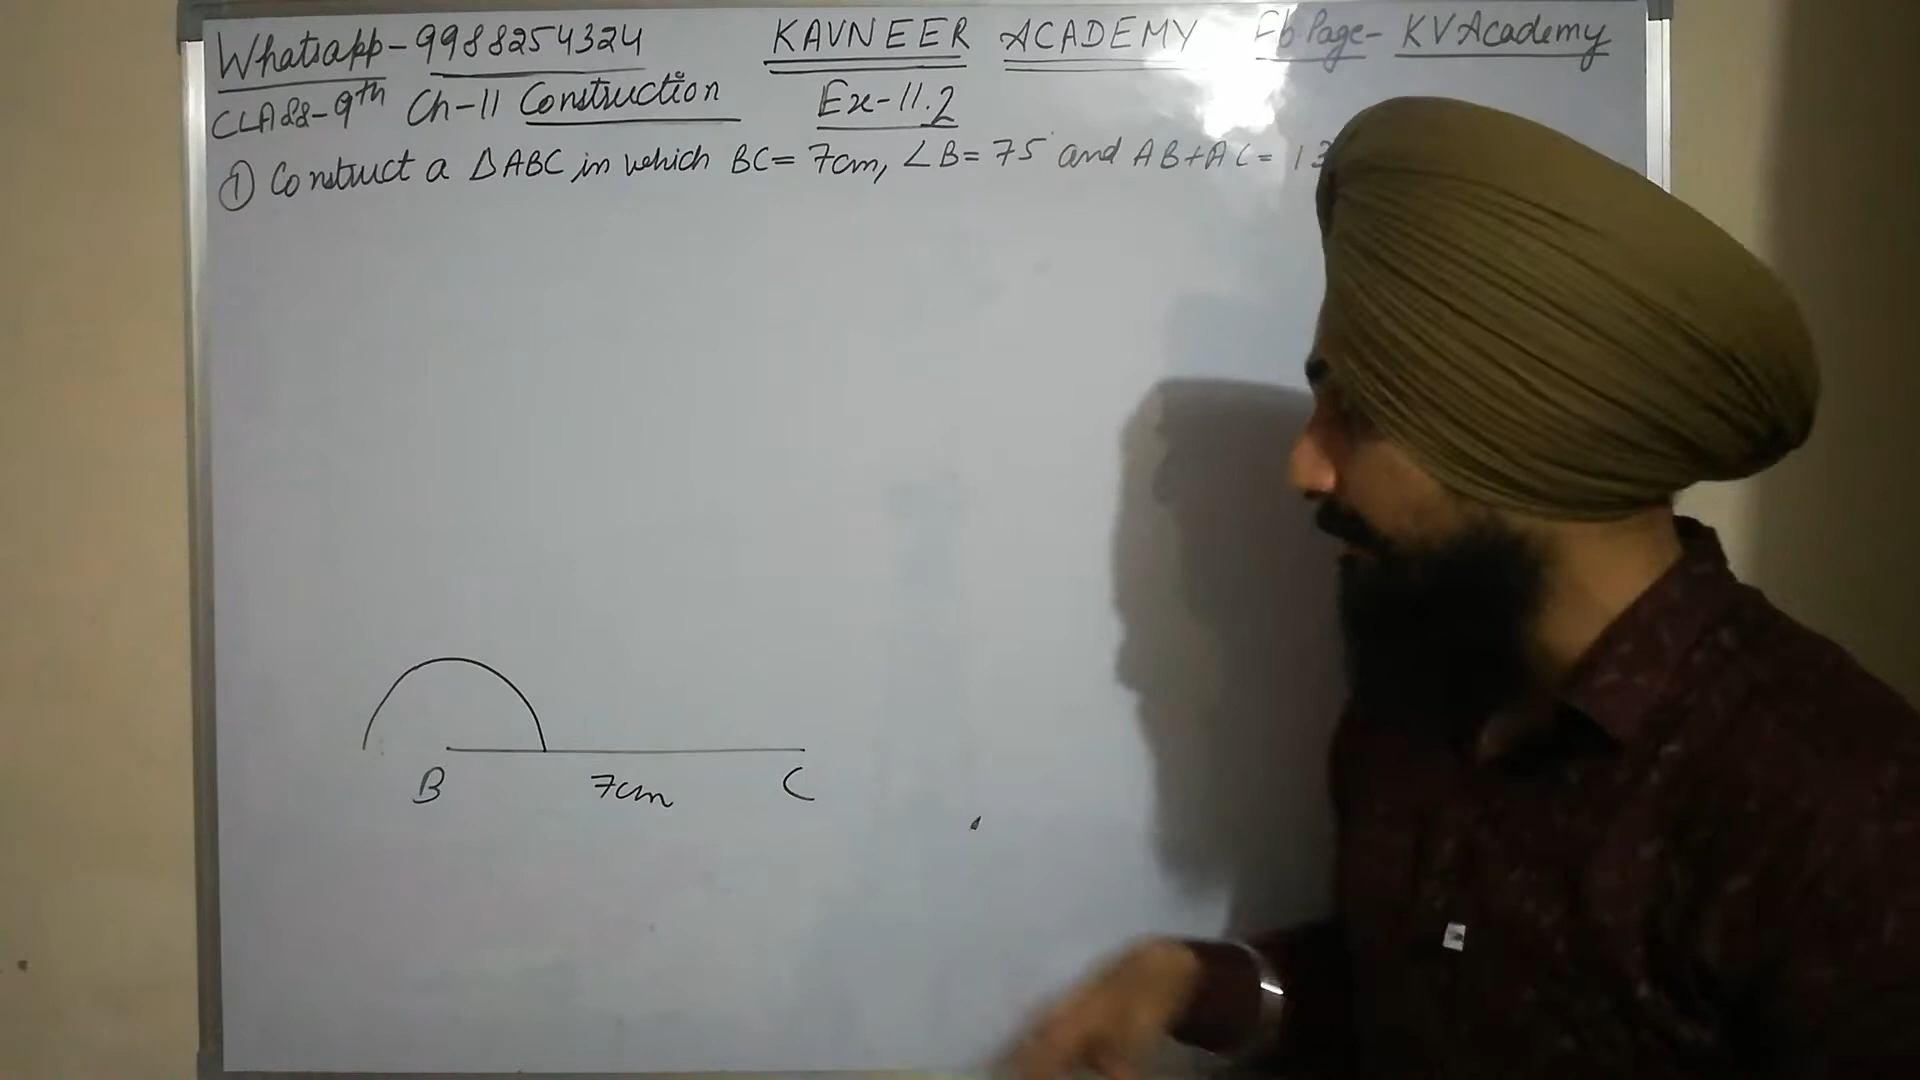 Whatsapp-9988254324 KAVNEER ACADEMY Fb Page- KVAcademy
CLASS-9th Ch-11 Construction Ex-11.2
① Construct a ΔABC in which BC= 7cm, ∠B= 75 and AB+AC= 13
B 7cm C